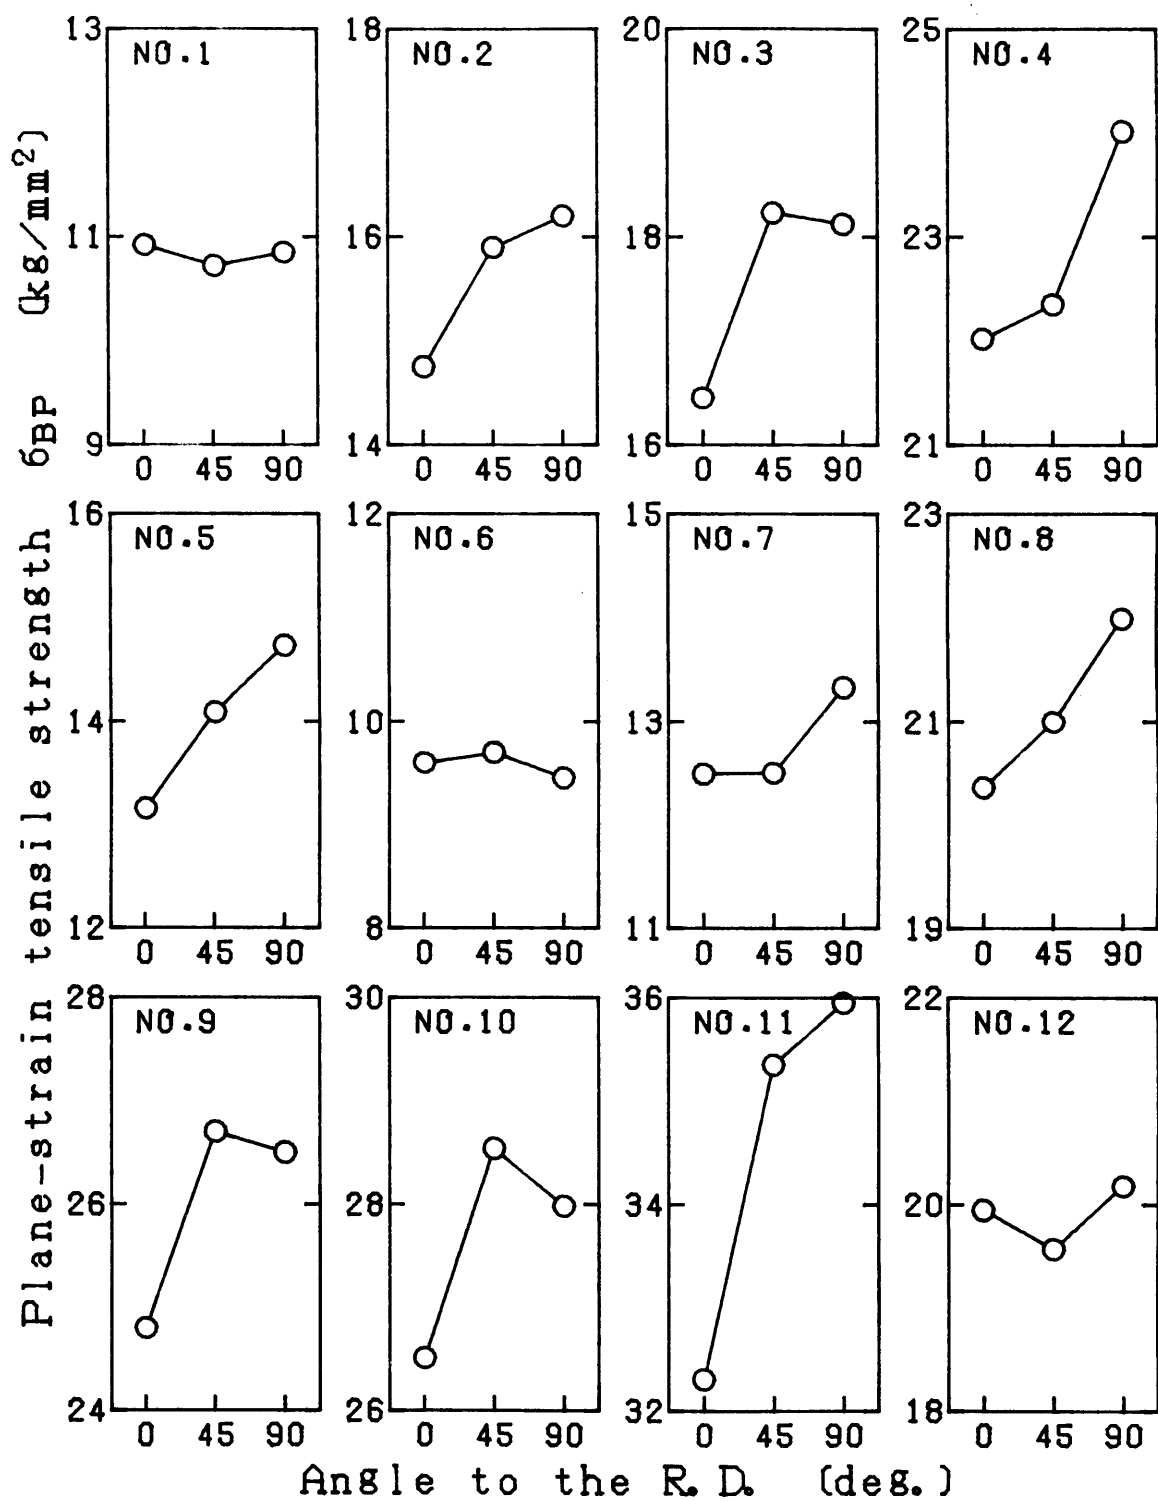 Plane-strain tensile strength σBP (kg/mm²)
13 NO.1 18 NO.2 20 NO.3 25 NO.4
11 16 18 23
9 14 16 21
0 45 90 0 45 90 0 45 90 0 45 90
16 NO.5 12 NO.6 15 NO.7 23 NO.8
14 10 13 21
12 8 11 19
0 45 90 0 45 90 0 45 90 0 45 90
28 NO.9 30 NO.10 36 NO.11 22 NO.12
26 28 34 20
24 26 32 18
0 45 90 0 45 90 0 45 90 0 45 90
Angle to the R.D. (deg.)